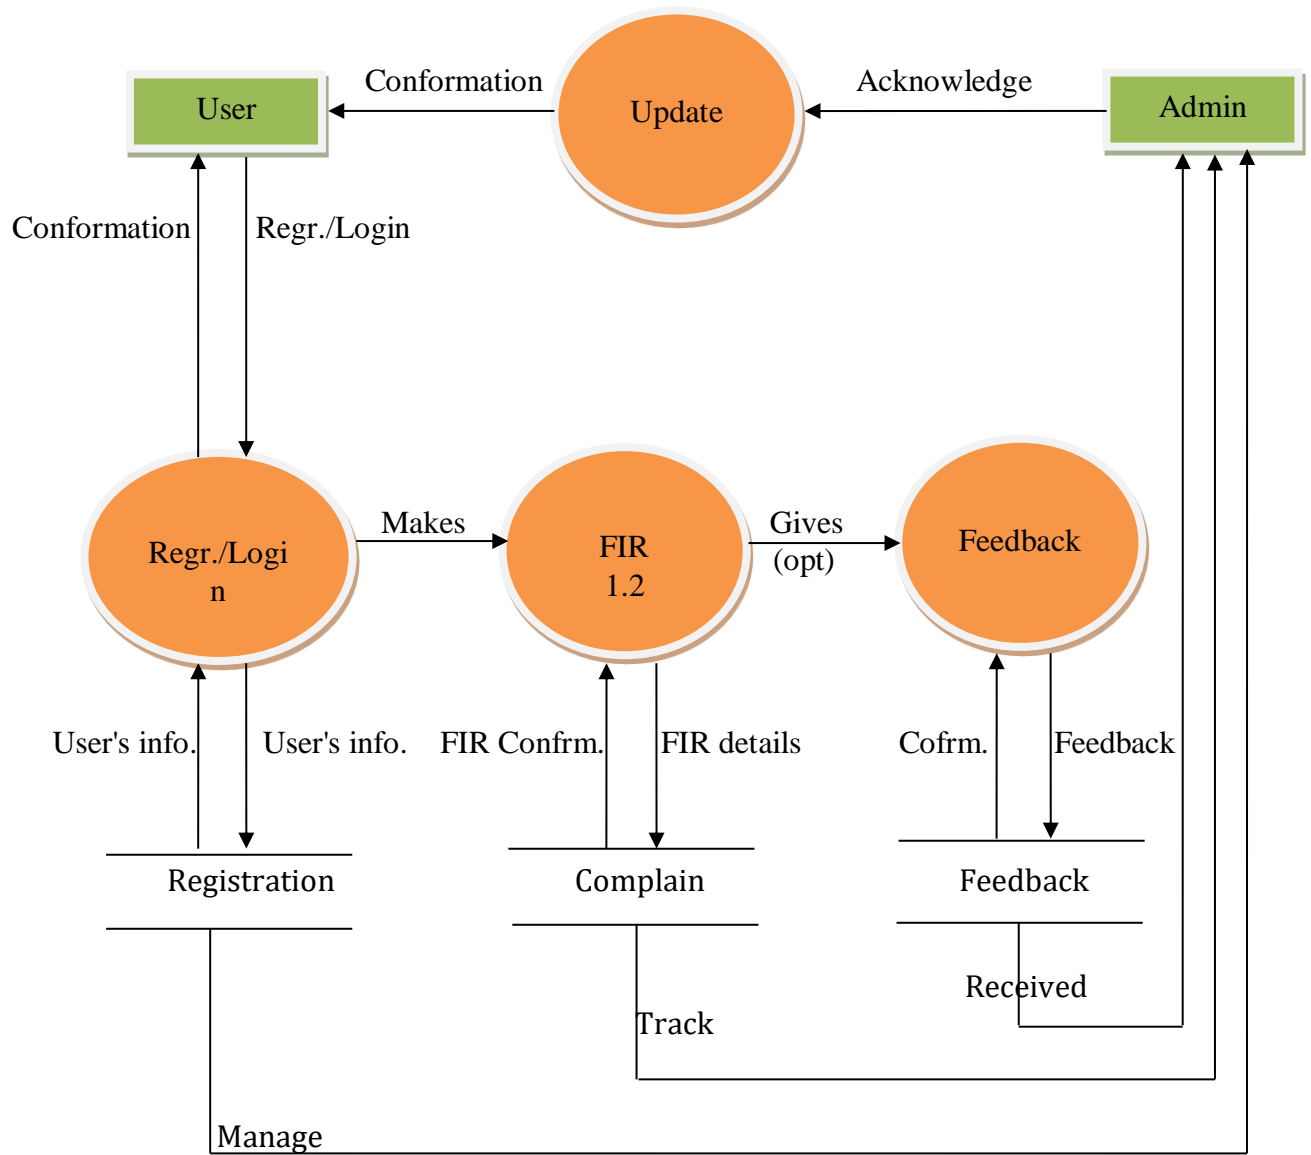 Conformation
Acknowledge
User
Update
Admin
Conformation
Regr./Login
Makes
Gives
(opt)
Regr./Logi
n
FIR
1.2
Feedback
User's info.
User's info.
FIR Confrm.
FIR details
Cofrm.
Feedback
Registration
Complain
Feedback
Received
Track
Manage